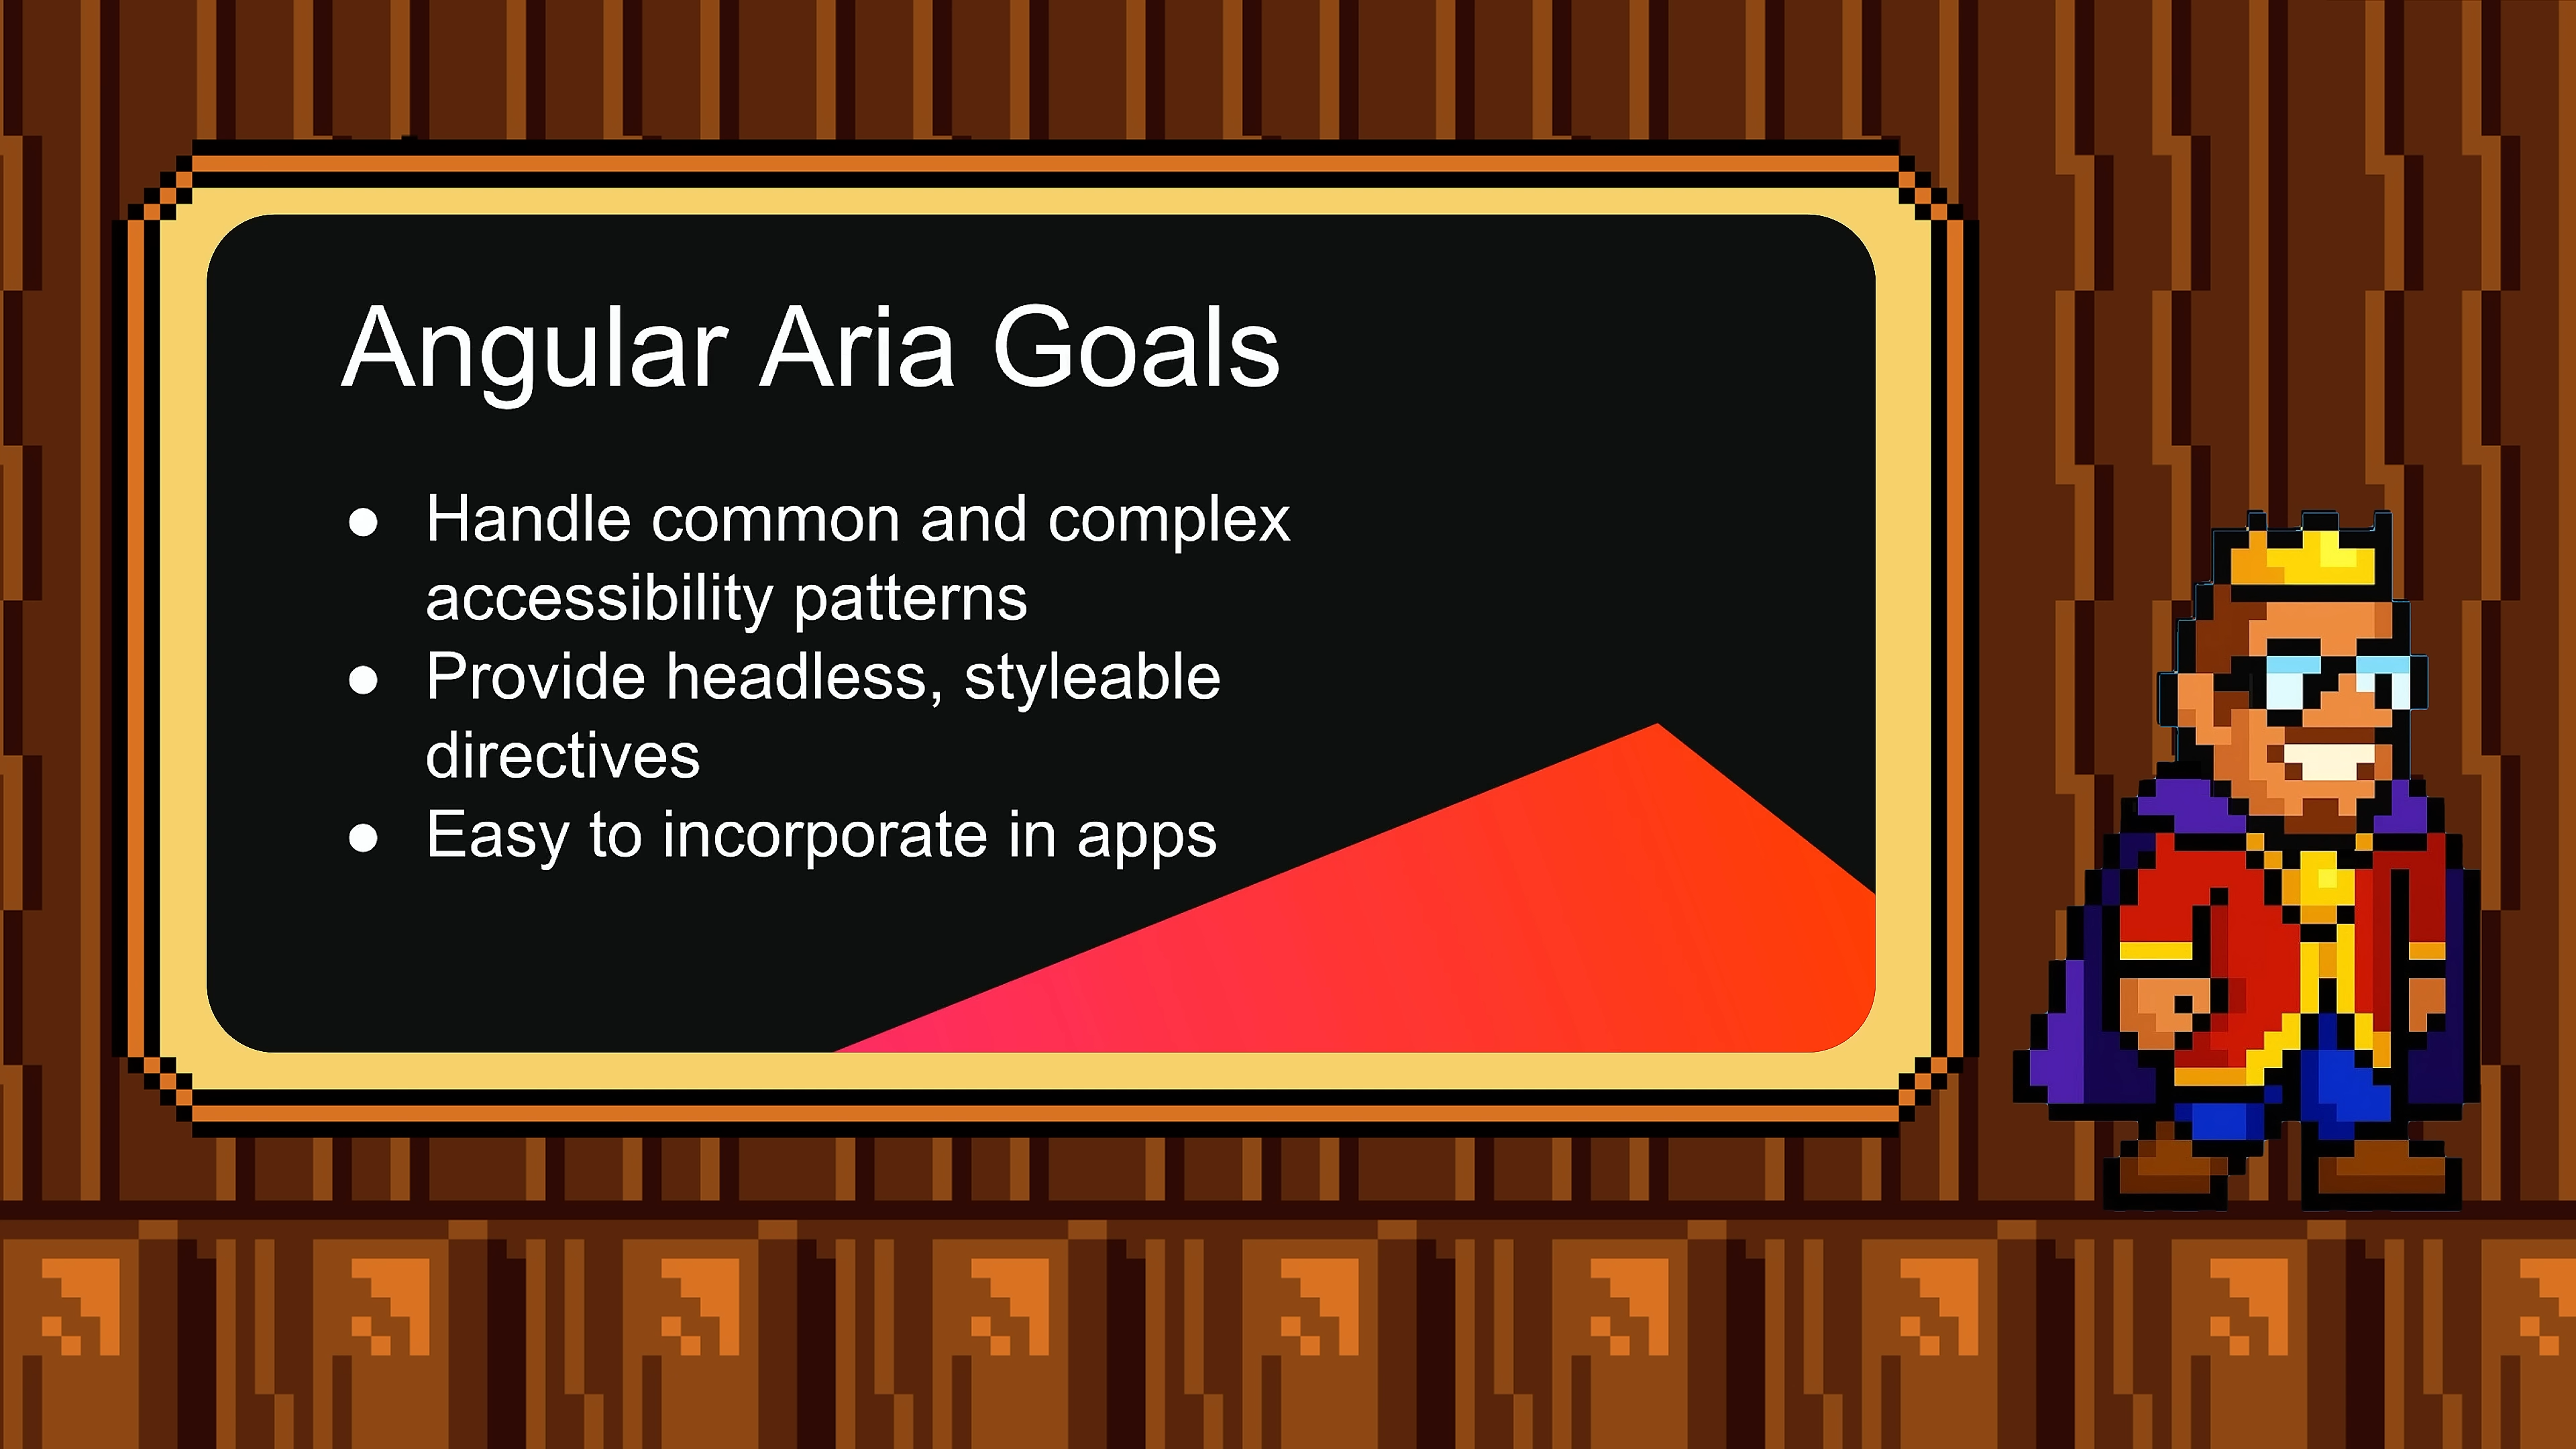 Angular Aria Goals
● Handle common and complex
accessibility patterns
● Provide headless, styleable
directives
● Easy to incorporate in apps